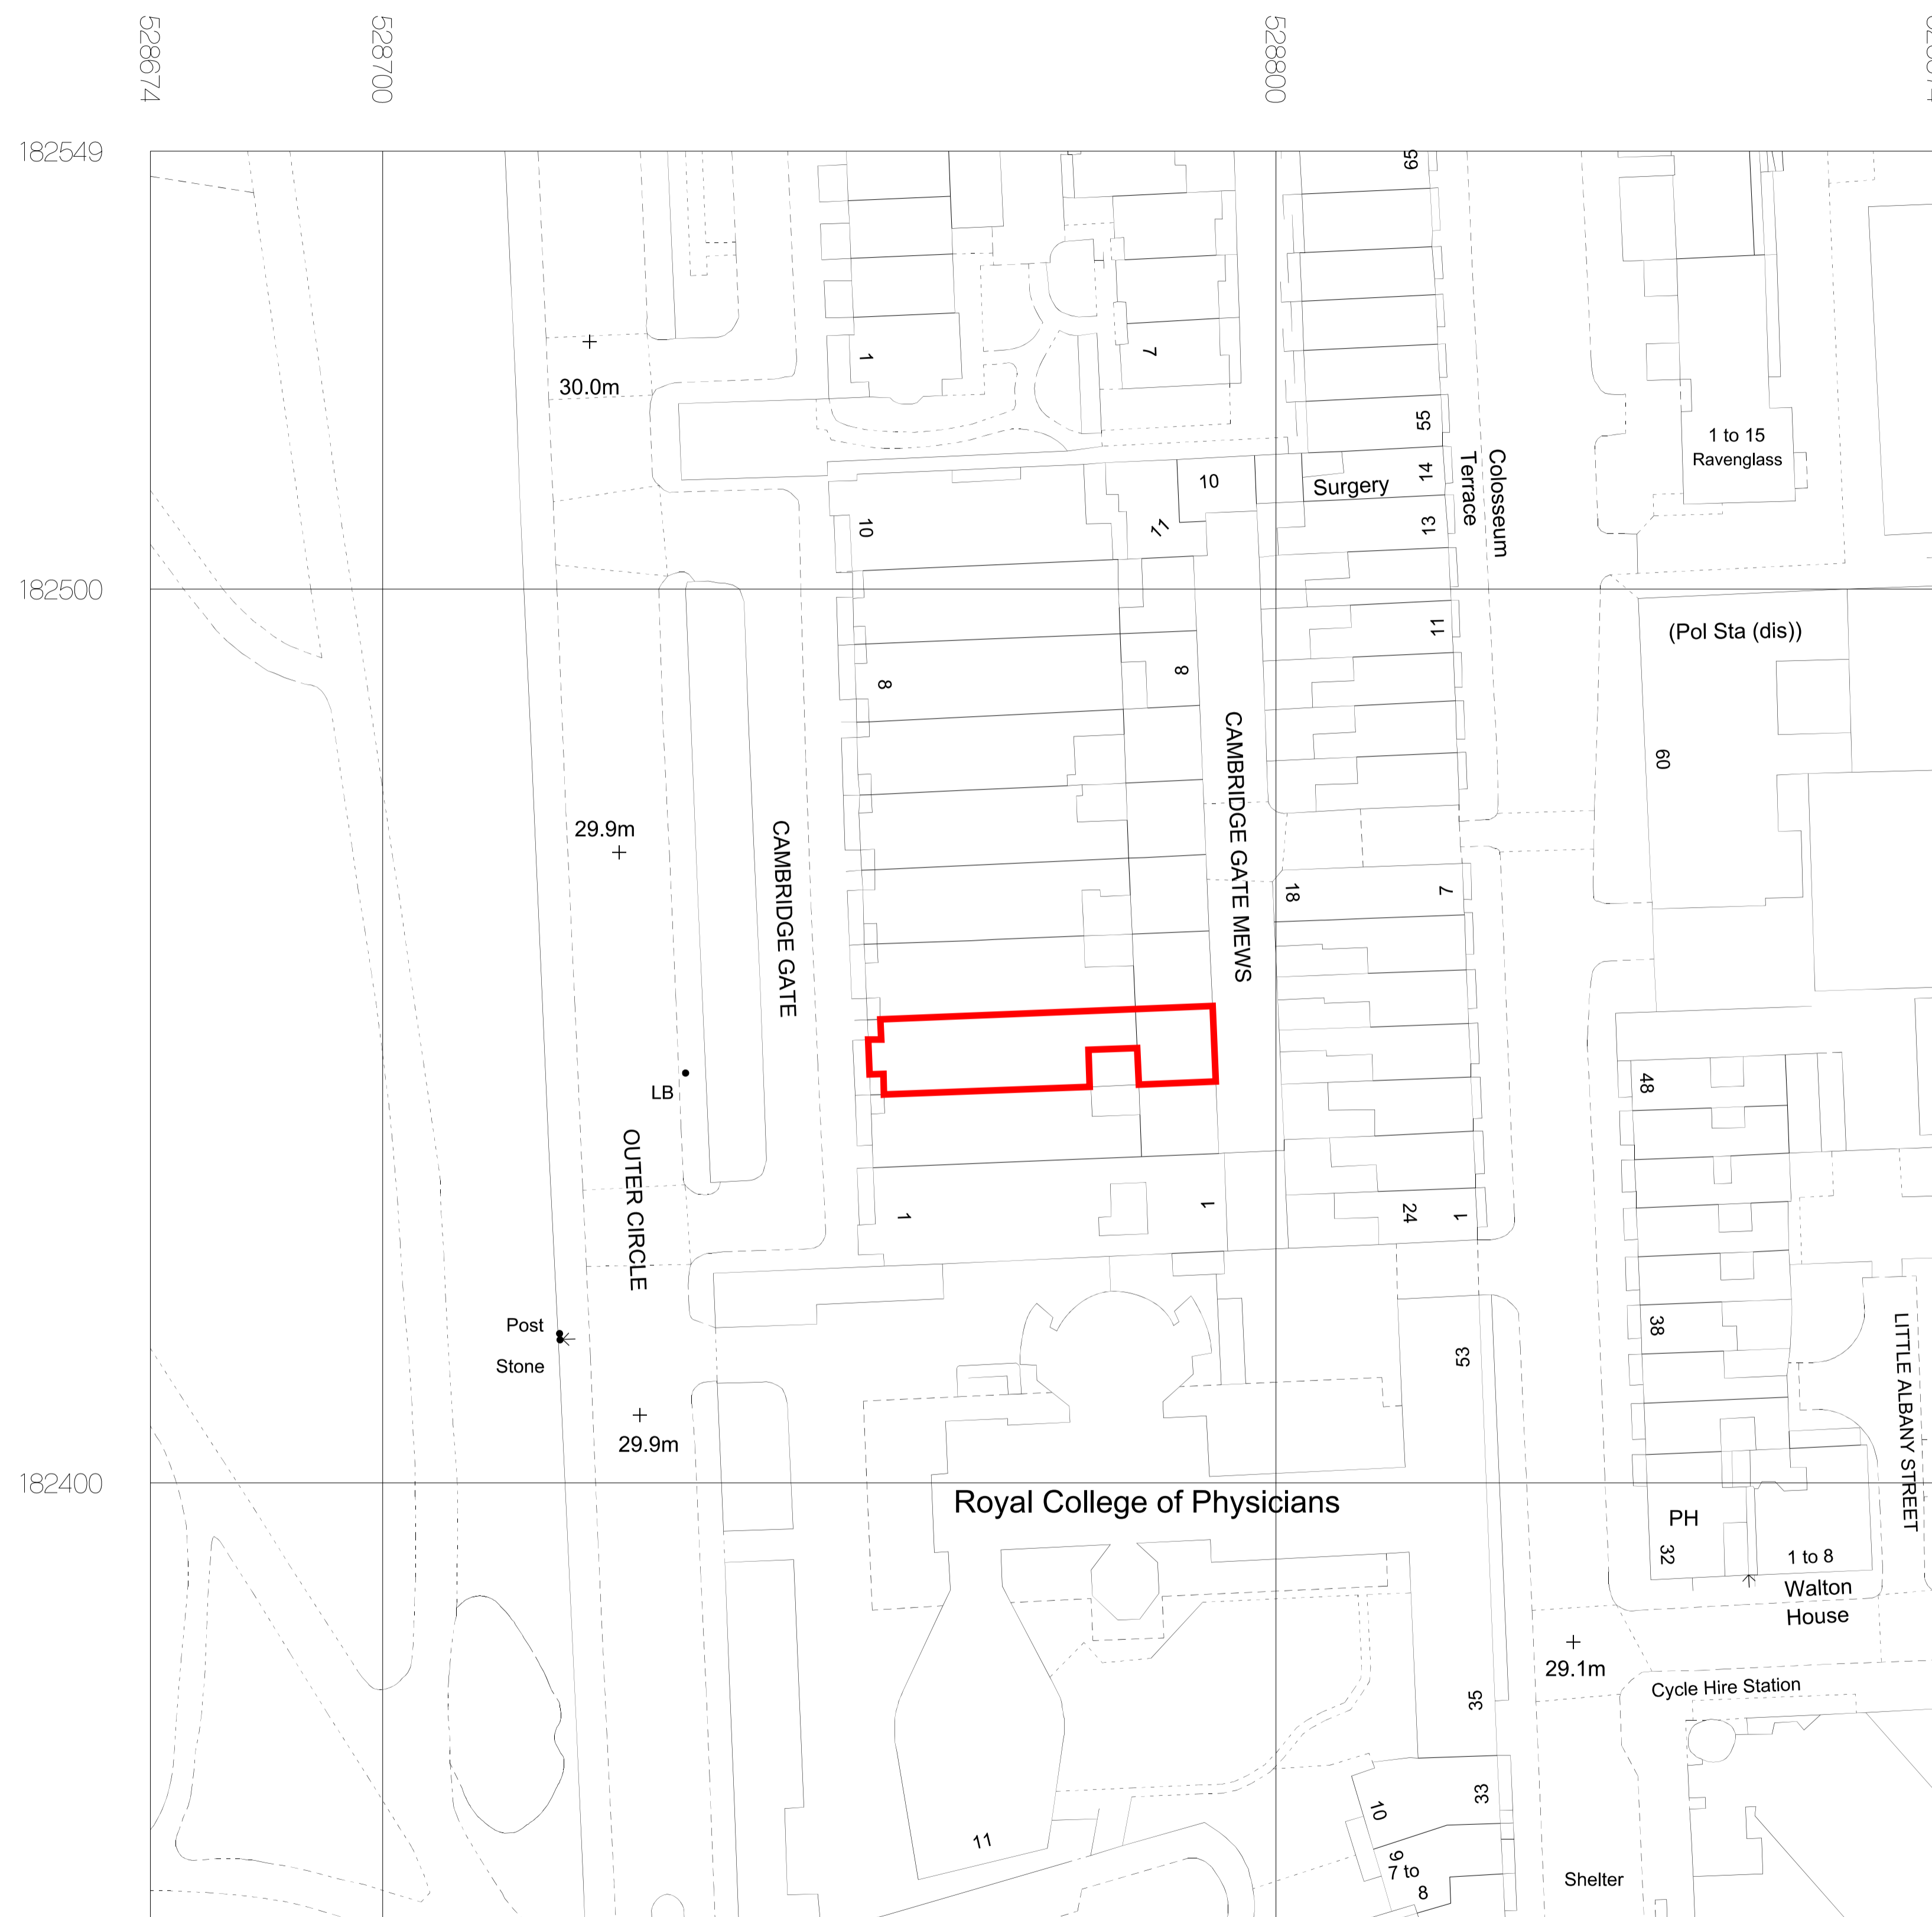 528674
528700
528800
182549
59
30.0m
1
7
55
14
1 to 15
Ravenglass
Colosseum
Terrace
Surgery
10
10
11
13
182500
11
(Pol Sta (dis))
8
8
60
CAMBRIDGE GATE MEWS
29.9m
CAMBRIDGE GATE
18
7
LB
48
OUTER CIRCLE
1
1
24
1
Post
Stone
53
38
LITTLE ALBANY STREET
29.9m
182400
Royal College of Physicians
PH
32
1 to 8
Walton
House
29.1m
Cycle Hire Station
35
33
10
11
9
7 to
8
Shelter